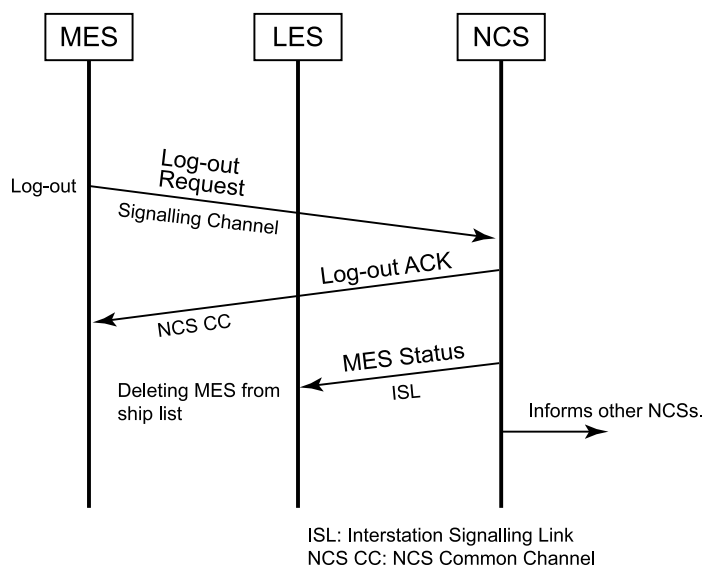 MES
LES
NCS
Log-out
Log-out
Request
Signalling Channel
Log-out ACK
NCS CC
MES Status
ISL
Deleting MES from
ship list
Informs other NCSs.
ISL: Interstation Signalling Link
NCS CC: NCS Common Channel